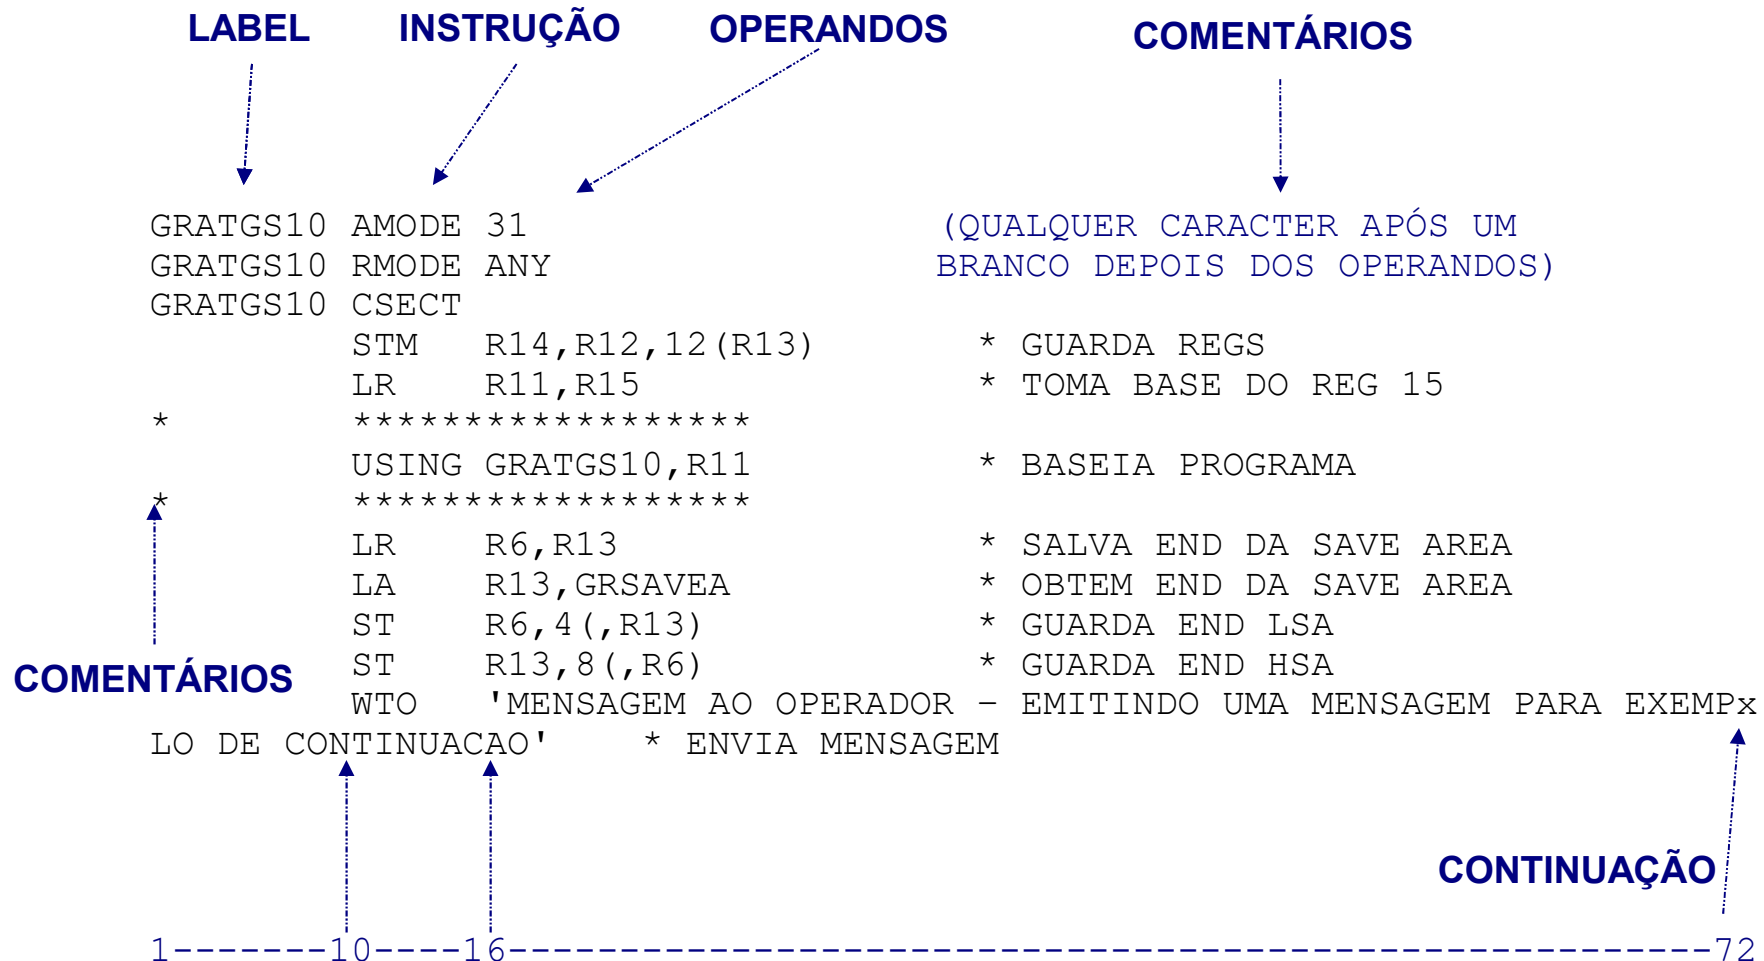 LABEL INSTRUÇÃO OPERANDOS COMENTÁRIOS
GRATGS10 AMODE 31 (QUALQUER CARACTER APÓS UM
GRATGS10 RMODE ANY BRANCO DEPOIS DOS OPERANDOS)
GRATGS10 CSECT
STM R14,R12,12(R13) * GUARDA REGS
LR R11,R15 * TOMA BASE DO REG 15
* ******************
USING GRATGS10,R11 * BASEIA PROGRAMA
* ******************
LR R6,R13 * SALVA END DA SAVE AREA
LA R13,GRSAVEA * OBTEM END DA SAVE AREA
ST R6,4(,R13) * GUARDA END LSA
ST R13,8(,R6) * GUARDA END HSA
COMENTÁRIOS
WTO 'MENSAGEM AO OPERADOR – EMITINDO UMA MENSAGEM PARA EXEMPx
LO DE CONTINUACAO' * ENVIA MENSAGEM
CONTINUAÇÃO
1-------10----16------------------------------------------------------72